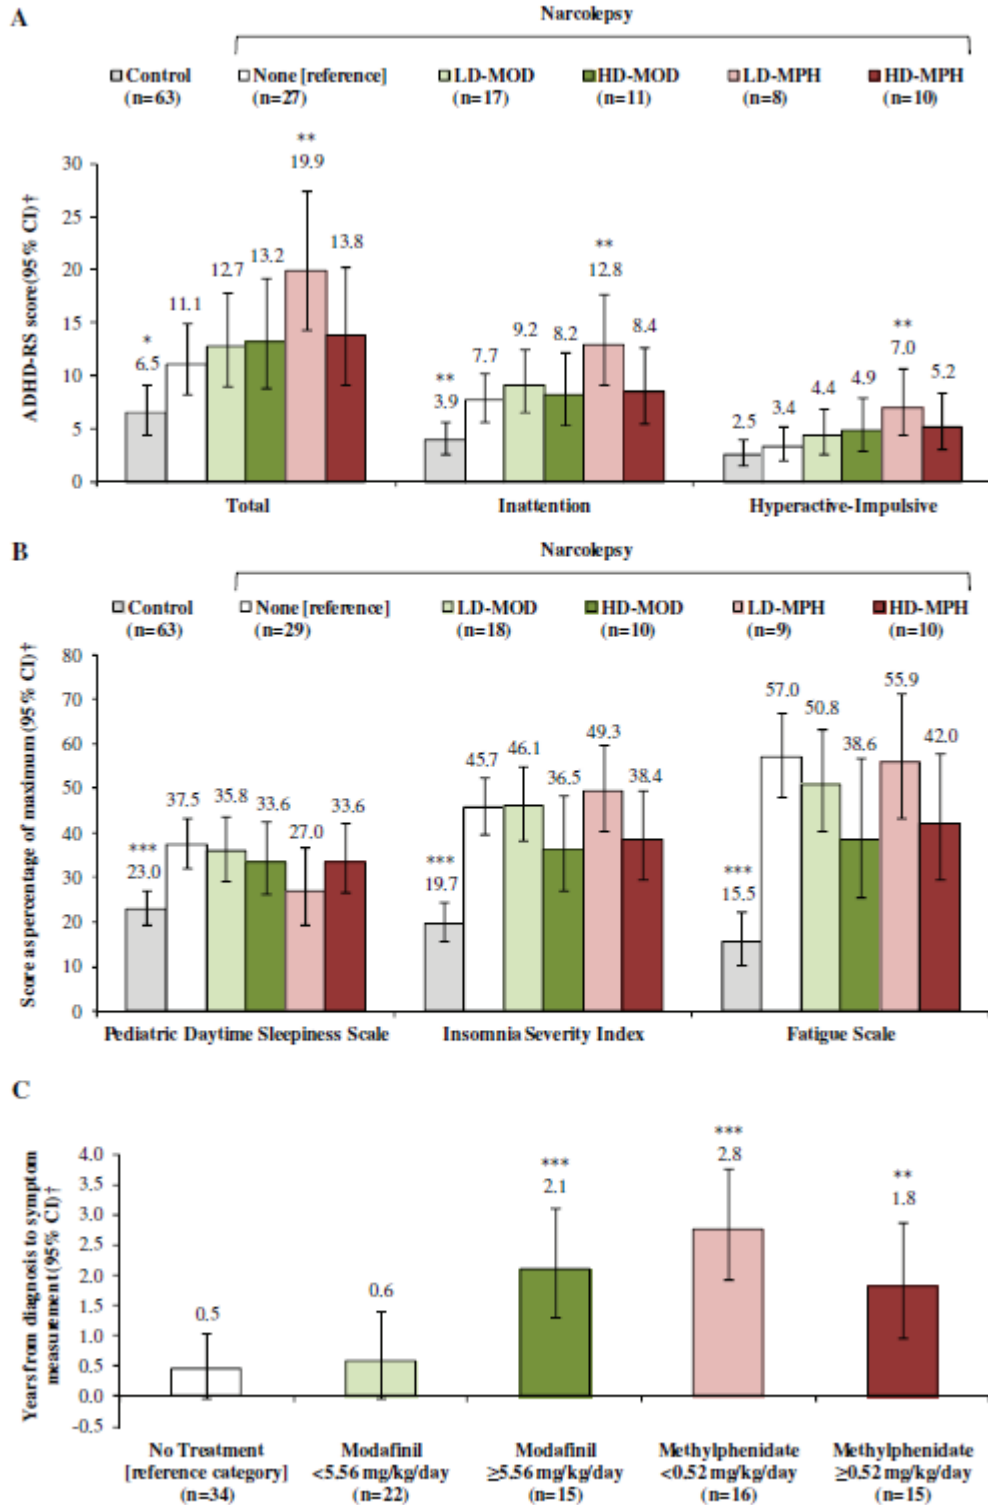 A
Narcolepsy
Control (n=63)
None [reference] (n=27)
LD-MOD (n=17)
HD-MOD (n=11)
LD-MPH (n=8)
HD-MPH (n=10)
ADHD-RS score (95% CI)†
30
25
20
15
10
5
0
* 6.5
11.1
12.7
13.2
** 19.9
13.8
** 3.9
7.7
9.2
8.2
** 12.8
8.4
2.5
3.4
4.4
4.9
** 7.0
5.2
Total
Inattention
Hyperactive-Impulsive
B
Narcolepsy
Control (n=63)
None [reference] (n=29)
LD-MOD (n=18)
HD-MOD (n=10)
LD-MPH (n=9)
HD-MPH (n=10)
Score as percentage of maximum (95% CI)†
80
70
60
50
40
30
20
10
0
*** 23.0
37.5
35.8
33.6
27.0
33.6
*** 19.7
45.7
46.1
36.5
49.3
38.4
*** 15.5
57.0
50.8
38.6
55.9
42.0
Pediatric Daytime Sleepiness Scale
Insomnia Severity Index
Fatigue Scale
C
Years from diagnosis to symptom
measurement (95% CI)†
4.0
3.5
3.0
2.5
2.0
1.5
1.0
0.5
0.0
-0.5
0.5
0.6
*** 2.1
*** 2.8
** 1.8
No Treatment
[reference category]
(n=34)
Modafinil
<5.56 mg/kg/day
(n=22)
Modafinil
≥5.56 mg/kg/day
(n=15)
Methylphenidate
<0.52 mg/kg/day
(n=16)
Methylphenidate
≥0.52 mg/kg/day
(n=15)